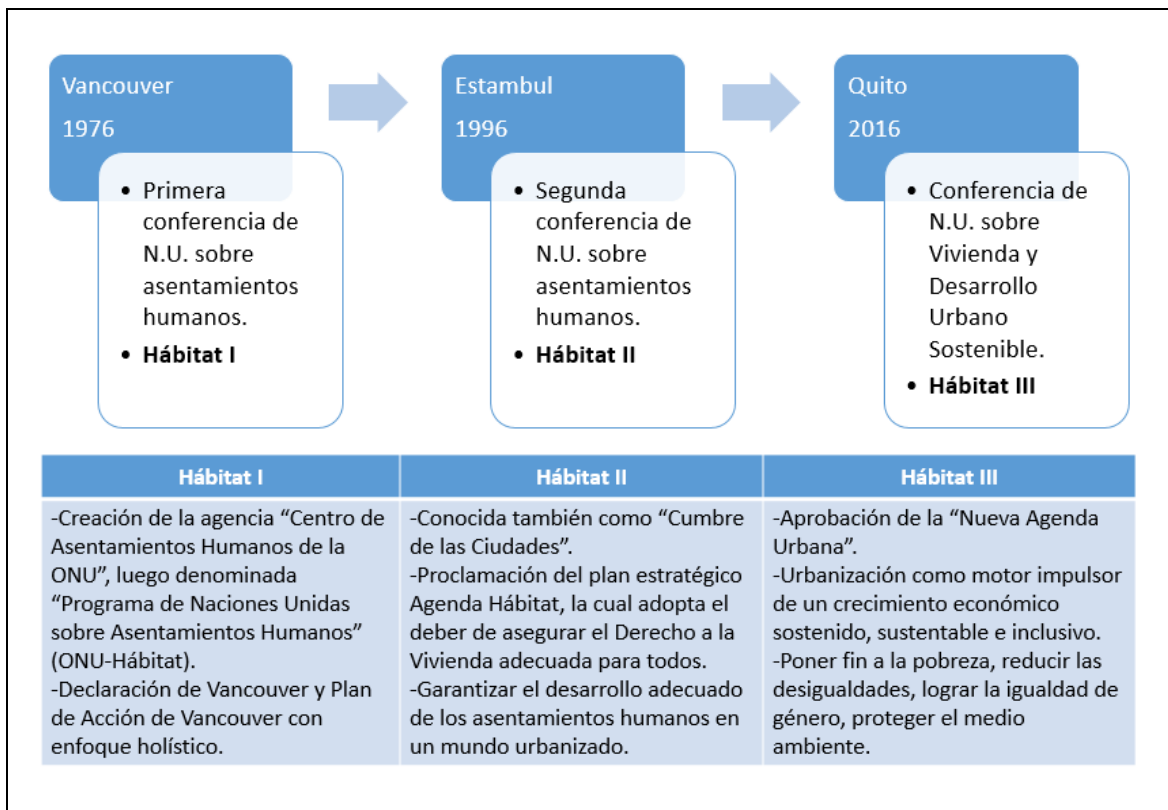 Vancouver
1976
• Primera
conferencia de
N.U. sobre
asentamientos
humanos.
• Hábitat I
Estambul
1996
• Segunda
conferencia de
N.U. sobre
asentamientos
humanos.
• Hábitat II
Quito
2016
• Conferencia de
N.U. sobre
Vivienda y
Desarrollo
Urbano
Sostenible.
• Hábitat III
Hábitat I
-Creación de la agencia “Centro de
Asentamientos Humanos de la
ONU”, luego denominada
“Programa de Naciones Unidas
sobre Asentamientos Humanos”
(ONU-Hábitat).
-Declaración de Vancouver y Plan
de Acción de Vancouver con
enfoque holístico.
Hábitat II
-Conocida también como “Cumbre
de las Ciudades”.
-Proclamación del plan estratégico
Agenda Hábitat, la cual adopta el
deber de asegurar el Derecho a la
Vivienda adecuada para todos.
-Garantizar el desarrollo adecuado
de los asentamientos humanos en
un mundo urbanizado.
Hábitat III
-Aprobación de la “Nueva Agenda
Urbana”.
-Urbanización como motor impulsor
de un crecimiento económico
sostenido, sustentable e inclusivo.
-Poner fin a la pobreza, reducir las
desigualdades, lograr la igualdad de
género, proteger el medio
ambiente.